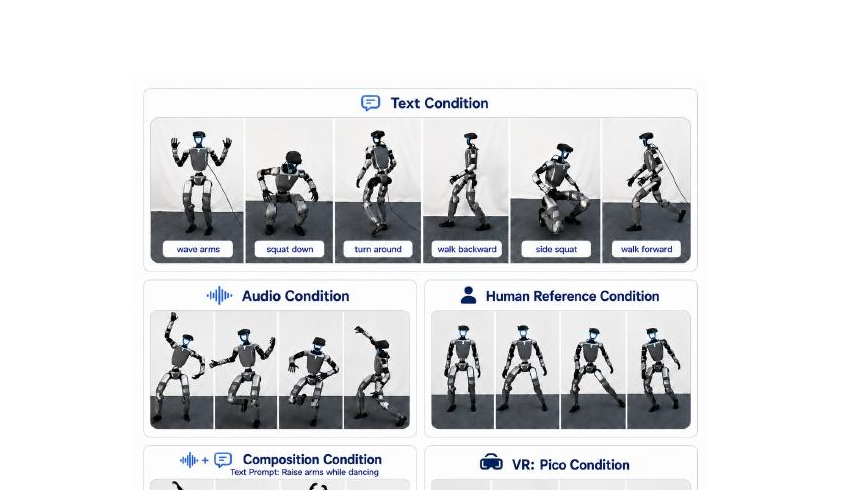 Text Condition
wave arms
squat down
turn around
walk backward
side squat
walk forward
Audio Condition
Human Reference Condition
+ Composition Condition
Text Prompt: Raise arms while dancing
VR: Pico Condition